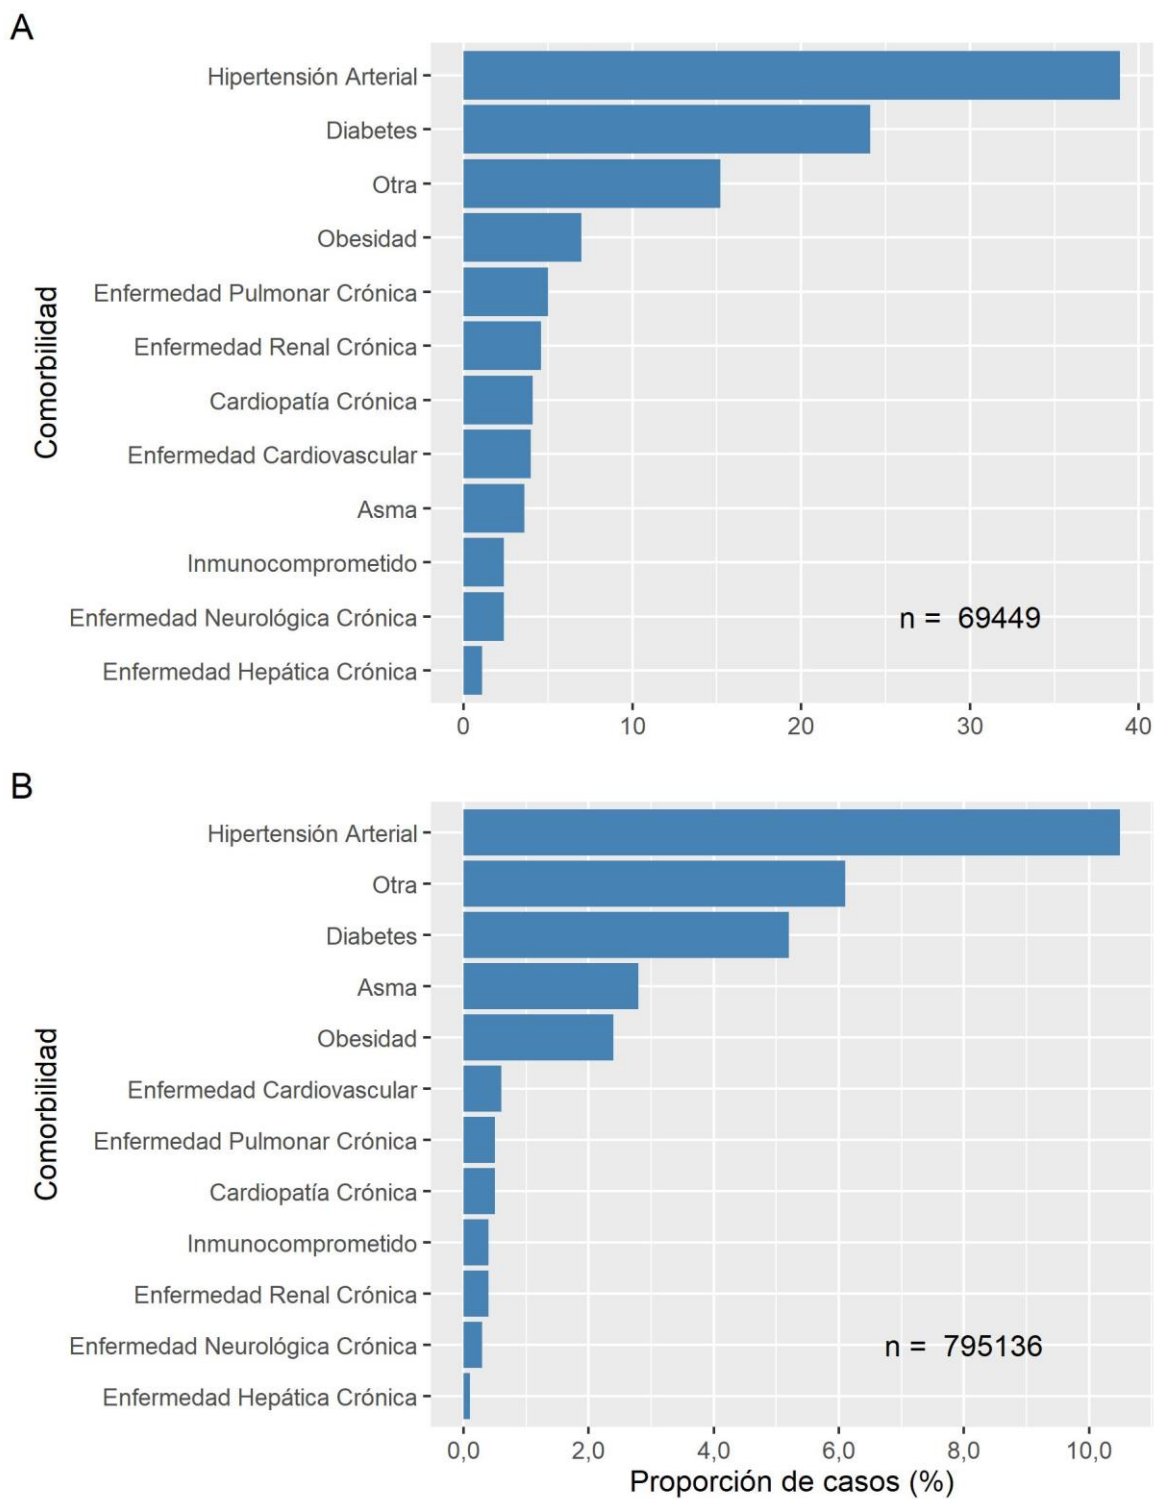 A
Hipertensión Arterial
Diabetes
Otra
Obesidad
Enfermedad Pulmonar Crónica
Enfermedad Renal Crónica
Cardiopatía Crónica
Enfermedad Cardiovascular
Asma
Inmunocomprometido
Enfermedad Neurológica Crónica
Enfermedad Hepática Crónica
Comorbilidad
n = 69449
0 10 20 30 40
B
Hipertensión Arterial
Otra
Diabetes
Asma
Obesidad
Enfermedad Cardiovascular
Enfermedad Pulmonar Crónica
Cardiopatía Crónica
Inmunocomprometido
Enfermedad Renal Crónica
Enfermedad Neurológica Crónica
Enfermedad Hepática Crónica
Comorbilidad
n = 795136
0,0 2,0 4,0 6,0 8,0 10,0
Proporción de casos (%)